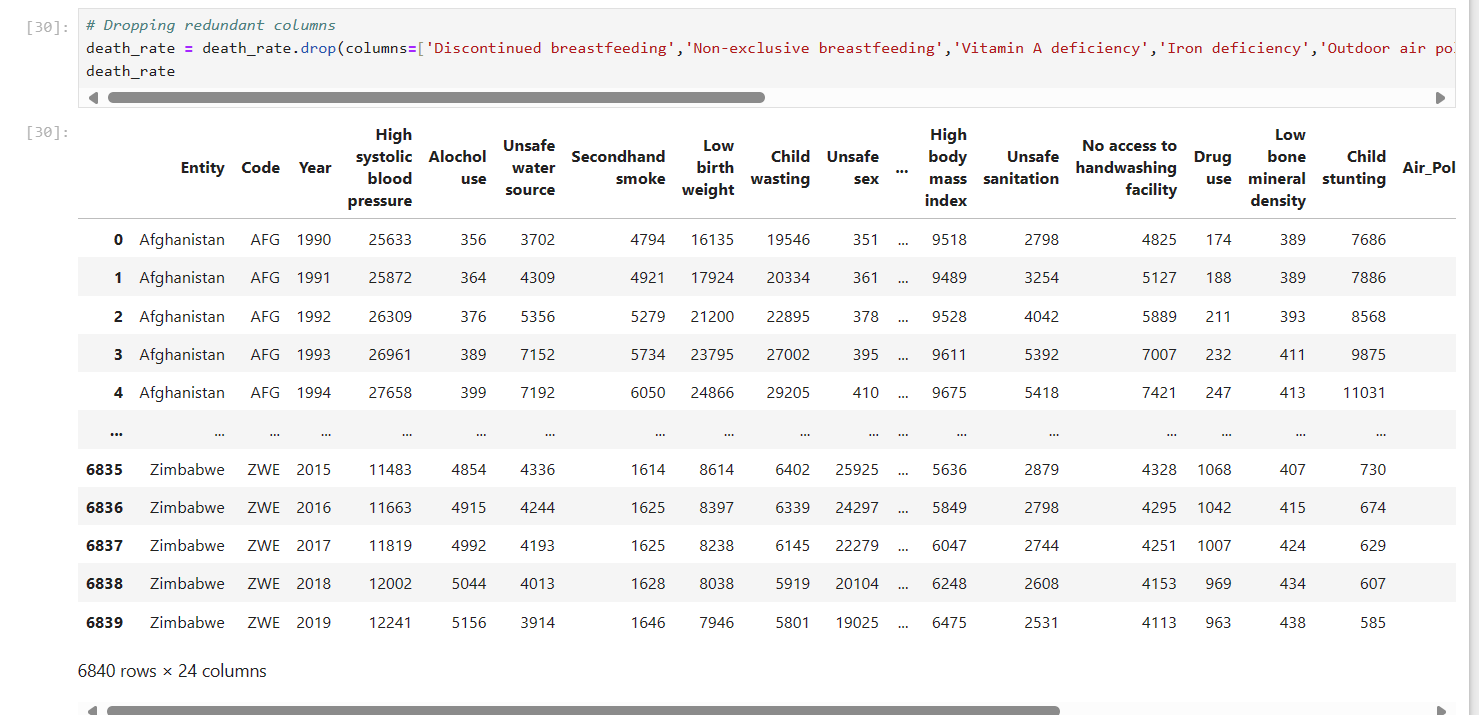 [30]: # Dropping redundant columns
death_rate = death_rate.drop(columns=['Discontinued breastfeeding','Non-exclusive breastfeeding','Vitamin A deficiency','Iron deficiency','Outdoor air po
death_rate
[30]:
Entity Code Year High systolic blood pressure Alochol use Unsafe water source Secondhand smoke Low birth weight Child wasting Unsafe sex ... High body mass index Unsafe sanitation No access to handwashing facility Drug use Low bone mineral density Child stunting Air_Pol
0 Afghanistan AFG 1990 25633 356 3702 4794 16135 19546 351 ... 9518 2798 4825 174 389 7686
1 Afghanistan AFG 1991 25872 364 4309 4921 17924 20334 361 ... 9489 3254 5127 188 389 7886
2 Afghanistan AFG 1992 26309 376 5356 5279 21200 22895 378 ... 9528 4042 5889 211 393 8568
3 Afghanistan AFG 1993 26961 389 7152 5734 23795 27002 395 ... 9611 5392 7007 232 411 9875
4 Afghanistan AFG 1994 27658 399 7192 6050 24866 29205 410 ... 9675 5418 7421 247 413 11031
... ... ... ... ... ... ... ... ... ... ... ... ... ... ... ... ... ...
6835 Zimbabwe ZWE 2015 11483 4854 4336 1614 8614 6402 25925 ... 5636 2879 4328 1068 407 730
6836 Zimbabwe ZWE 2016 11663 4915 4244 1625 8397 6339 24297 ... 5849 2798 4295 1042 415 674
6837 Zimbabwe ZWE 2017 11819 4992 4193 1625 8238 6145 22279 ... 6047 2744 4251 1007 424 629
6838 Zimbabwe ZWE 2018 12002 5044 4013 1628 8038 5919 20104 ... 6248 2608 4153 969 434 607
6839 Zimbabwe ZWE 2019 12241 5156 3914 1646 7946 5801 19025 ... 6475 2531 4113 963 438 585
6840 rows × 24 columns